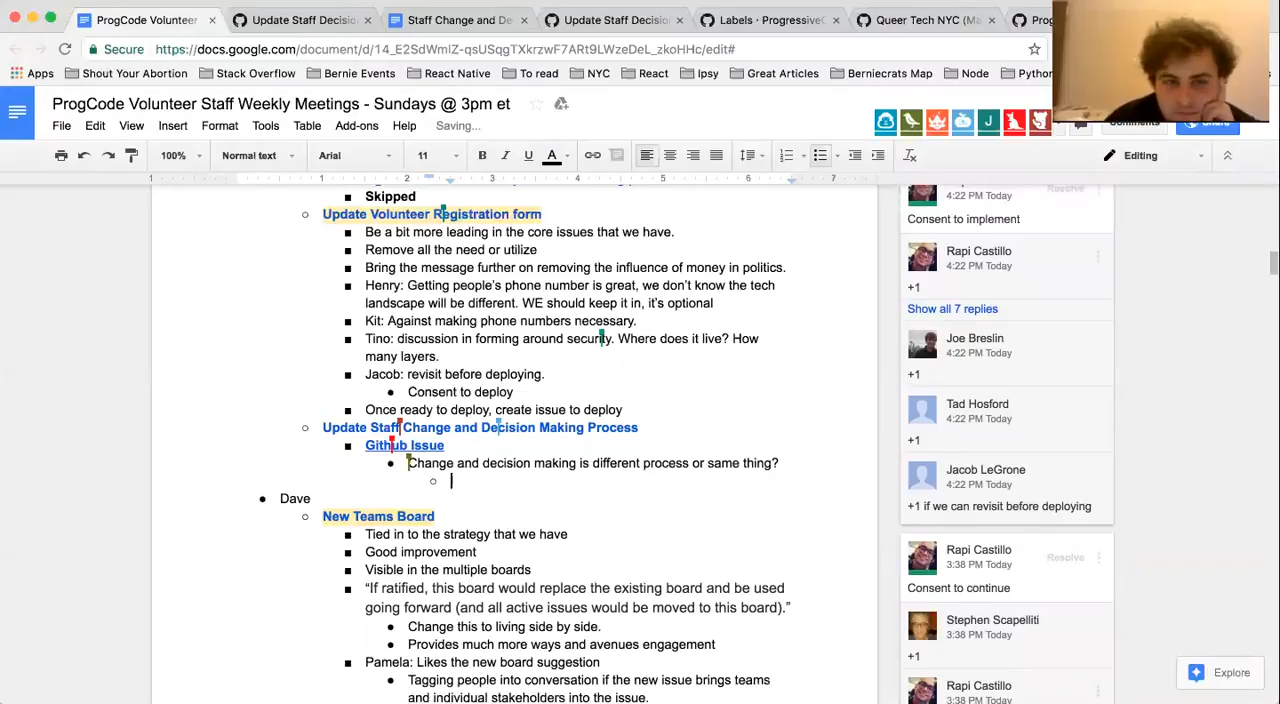 ProgCode Volunteer
Update Staff Decisio
Staff Change and De
Update Staff Decisio
Labels · Progressive
Queer Tech NYC (Ma
Prog
Secure
https://docs.google.com/document/d/14_E2SdWmlZ-qsUSqgTXkrzwF7ARt9LWzeDeL_zkoHHc/edit#
Apps
Shout Your Abortion
Stack Overflow
Bernie Events
React Native
To read
NYC
React
Ipsy
Great Articles
Berniecrats Map
Node
Python
ProgCode Volunteer Staff Weekly Meetings - Sundays @ 3pm et
File Edit View Insert Format Tools Table Add-ons Help Saving...
J
Comments
100% Normal text Arial 11 B I U A Editing
1 1 2 3 4 5 6 7
Skipped
Update Volunteer Registration form
Be a bit more leading in the core issues that we have.
Remove all the need or utilize
Bring the message further on removing the influence of money in politics.
Henry: Getting people's phone number is great, we don't know the tech
landscape will be different. WE should keep it in, it's optional
Kit: Against making phone numbers necessary.
Tino: discussion in forming around security. Where does it live? How
many layers.
Jacob: revisit before deploying.
Consent to deploy
Once ready to deploy, create issue to deploy
Update Staff Change and Decision Making Process
Github Issue
Change and decision making is different process or same thing?
Dave
New Teams Board
Tied in to the strategy that we have
Good improvement
Visible in the multiple boards
“If ratified, this board would replace the existing board and be used
going forward (and all active issues would be moved to this board).”
Change this to living side by side.
Provides much more ways and avenues engagement
Pamela: Likes the new board suggestion
Tagging people into conversation if the new issue brings teams
and individual stakeholders into the issue.
Resolve
Consent to implement
Rapi Castillo
4:22 PM Today
+1
Show all 7 replies
Joe Breslin
4:22 PM Today
+1
Tad Hosford
4:22 PM Today
+1
Jacob LeGrone
4:22 PM Today
+1 if we can revisit before deploying
Rapi Castillo
3:38 PM Today
Resolve
Consent to continue
Stephen Scapelliti
3:38 PM Today
+1
Rapi Castillo
3:38 PM Today
Explore